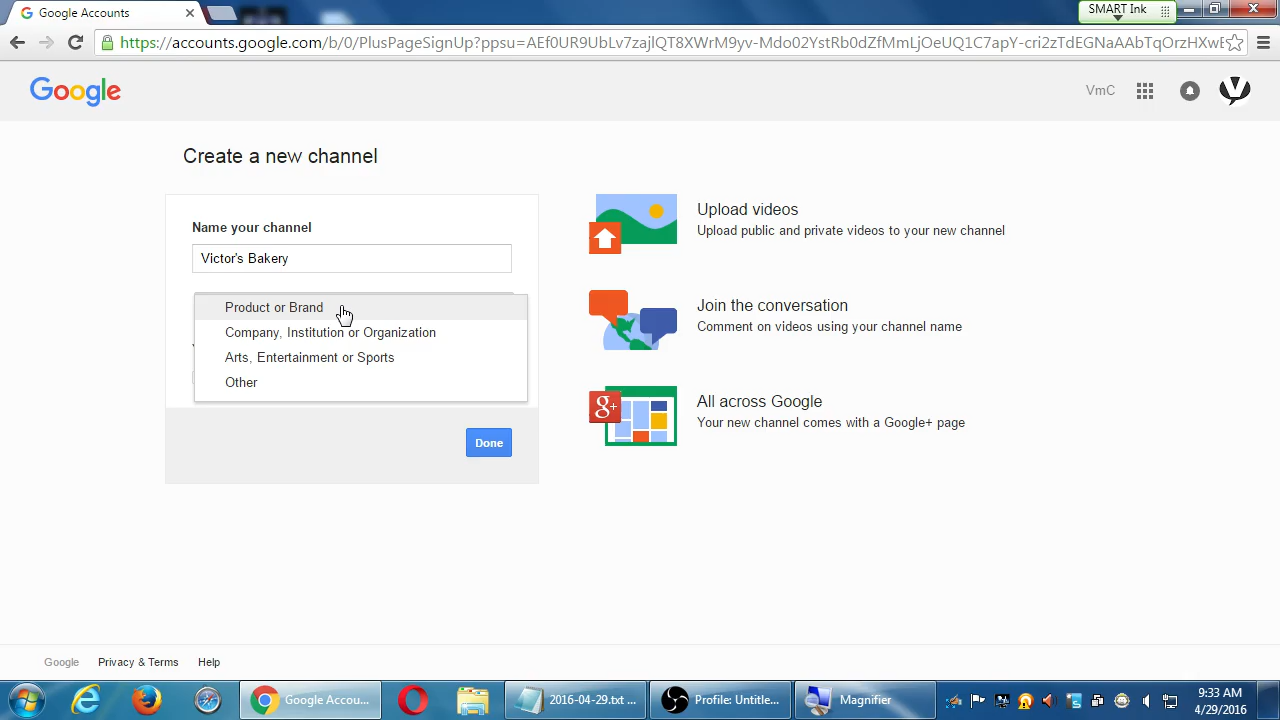 Google Accounts
SMART Ink
https://accounts.google.com/b/0/PlusPageSignUp?ppsu=AEf0UR9UbLv7zajlQT8XWrM9yv-Mdo02YstRb0dZfMmLjOeUQ1C7apY-cri2zTdEGNaAAbTqOrzHXwE
Google
VmC
Create a new channel
Name your channel
Victor's Bakery
Product or Brand
Company, Institution or Organization
Arts, Entertainment or Sports
Other
Done
Upload videos
Upload public and private videos to your new channel
Join the conversation
Comment on videos using your channel name
g+
All across Google
Your new channel comes with a Google+ page
Google
Privacy & Terms
Help
Google Accou...
2016-04-29.txt ...
Profile: Untitle...
Magnifier
9:33 AM
4/29/2016